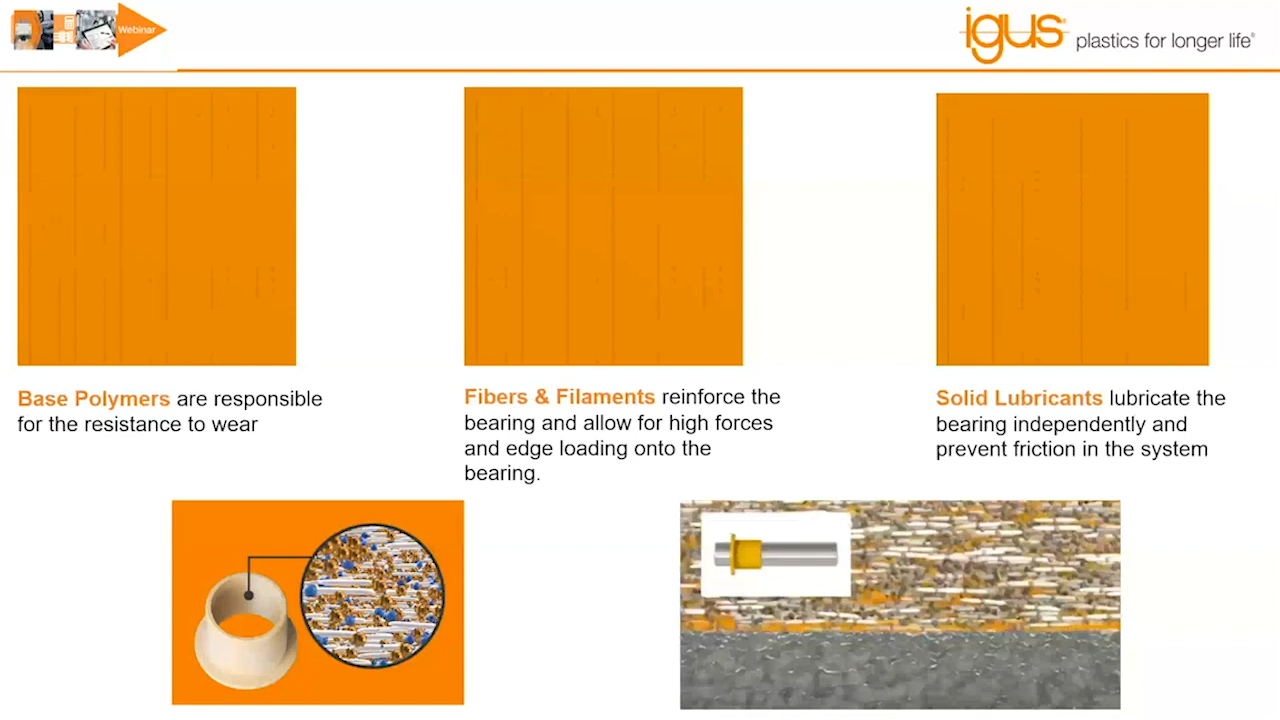 Webinar
igus® plastics for longer life®
Base Polymers are responsible
for the resistance to wear
Fibers & Filaments reinforce the
bearing and allow for high forces
and edge loading onto the
bearing.
Solid Lubricants lubricate the
bearing independently and
prevent friction in the system